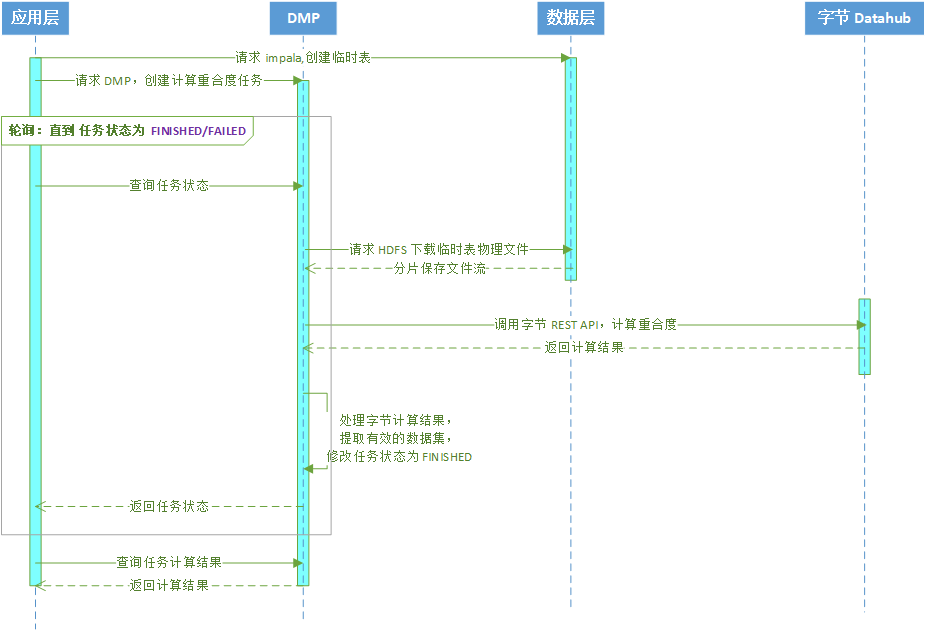 应用层
DMP
数据层
字节 Datahub
请求 impala,创建临时表
请求 DMP，创建计算重合度任务
轮询：直到 任务状态为 FINISHED/FAILED
查询任务状态
请求 HDFS 下载临时表物理文件
分片保存文件流
调用字节 REST API，计算重合度
返回计算结果
处理字节计算结果，
提取有效的数据集，
修改任务状态为 FINISHED
返回任务状态
查询任务计算结果
返回计算结果